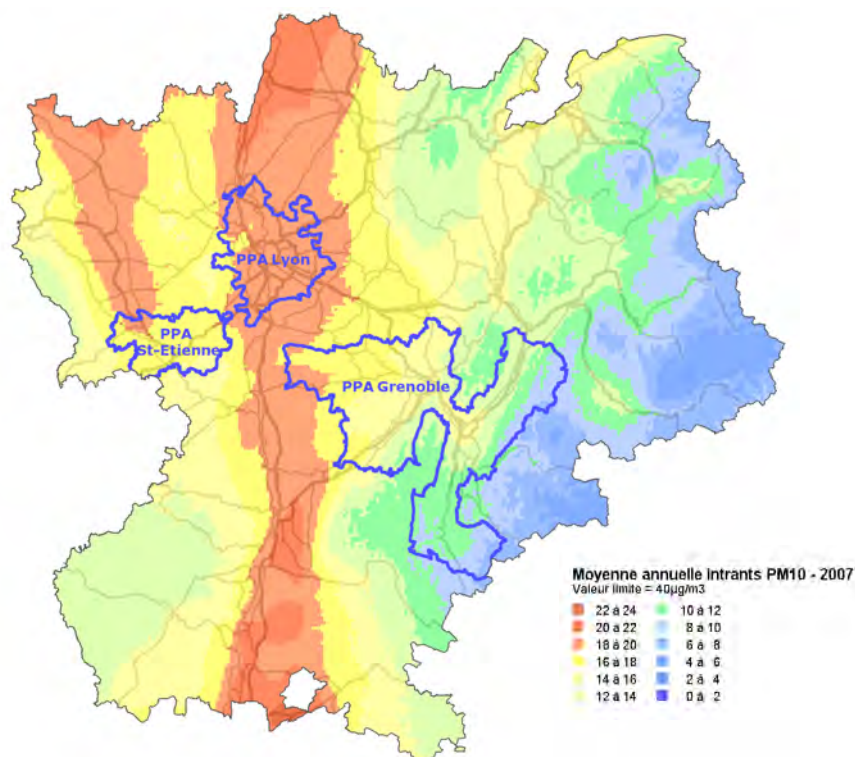 PPA Lyon
PPA
St-Etienne
PPA Grenoble
Moyenne annuelle intrants PM10 - 2007
Valeur limite = 40µg/m3
22 à 24
20 à 22
18 à 20
16 à 18
14 à 16
12 à 14
10 à 12
8 à 10
6 à 8
4 à 6
2 à 4
0 à 2